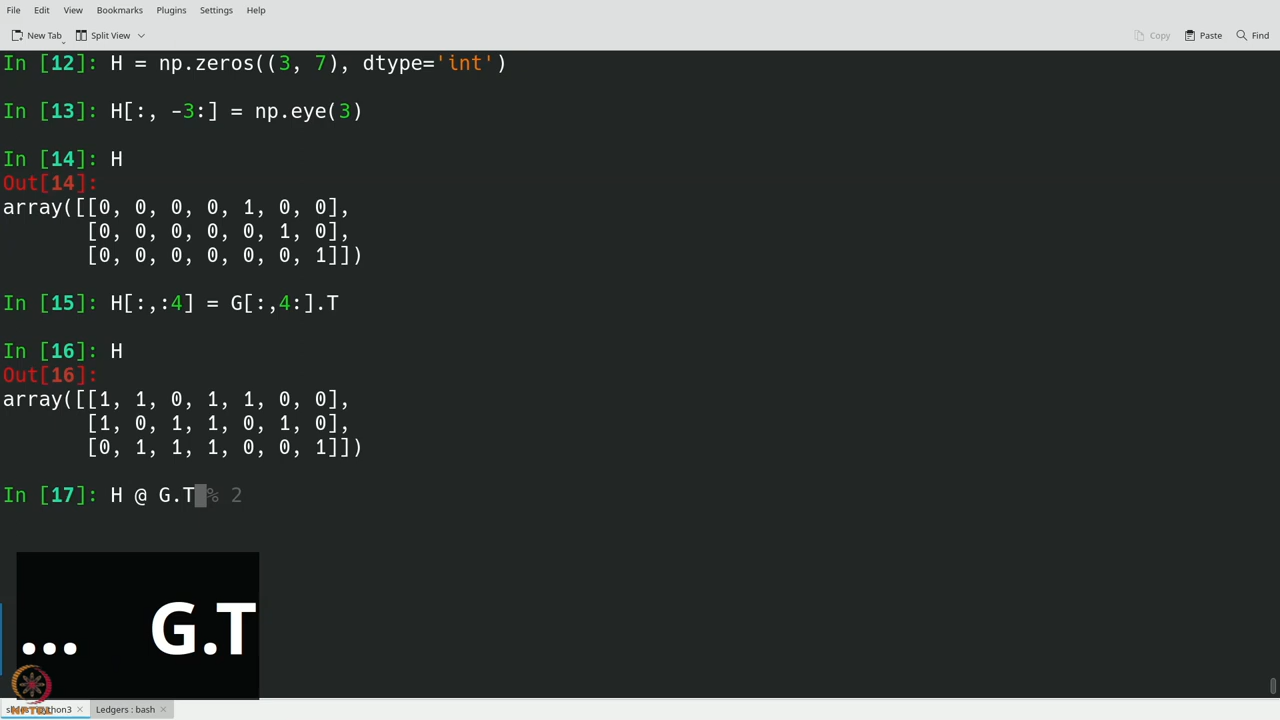 File Edit View Bookmarks Plugins Settings Help
New Tab Split View Copy Paste Find
In [12]: H = np.zeros((3, 7), dtype='int')
In [13]: H[:, -3:] = np.eye(3)
In [14]: H
Out[14]:
array([[0, 0, 0, 0, 1, 0, 0],
[0, 0, 0, 0, 0, 1, 0],
[0, 0, 0, 0, 0, 0, 1]])
In [15]: H[:,:4] = G[:,4:].T
In [16]: H
Out[16]:
array([[1, 1, 0, 1, 1, 0, 0],
[1, 0, 1, 1, 0, 1, 0],
[0, 1, 1, 1, 0, 0, 1]])
In [17]: H @ G.T % 2
... G.T
Ledgers : bash
NPTEL